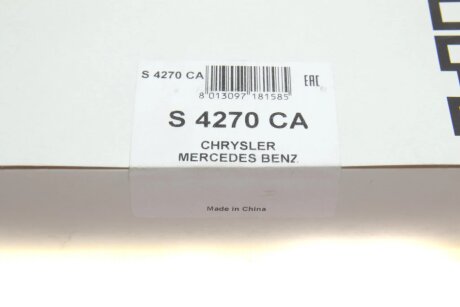 S 4270 CA
EAC
8 013097 181585
S 4270 CA
CHRYSLER
MERCEDES BENZ
Made in China